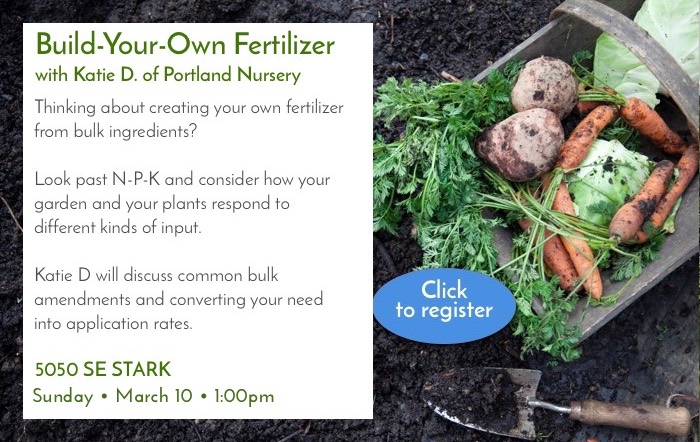 Build-Your-Own Fertilizer
with Katie D. of Portland Nursery
Thinking about creating your own fertilizer
from bulk ingredients?
Look past N-P-K and consider how your
garden and your plants respond to
different kinds of input.
Katie D will discuss common bulk
amendments and converting your need
into application rates.
5050 SE STARK
Sunday • March 10 • 1:00pm
Click
to register